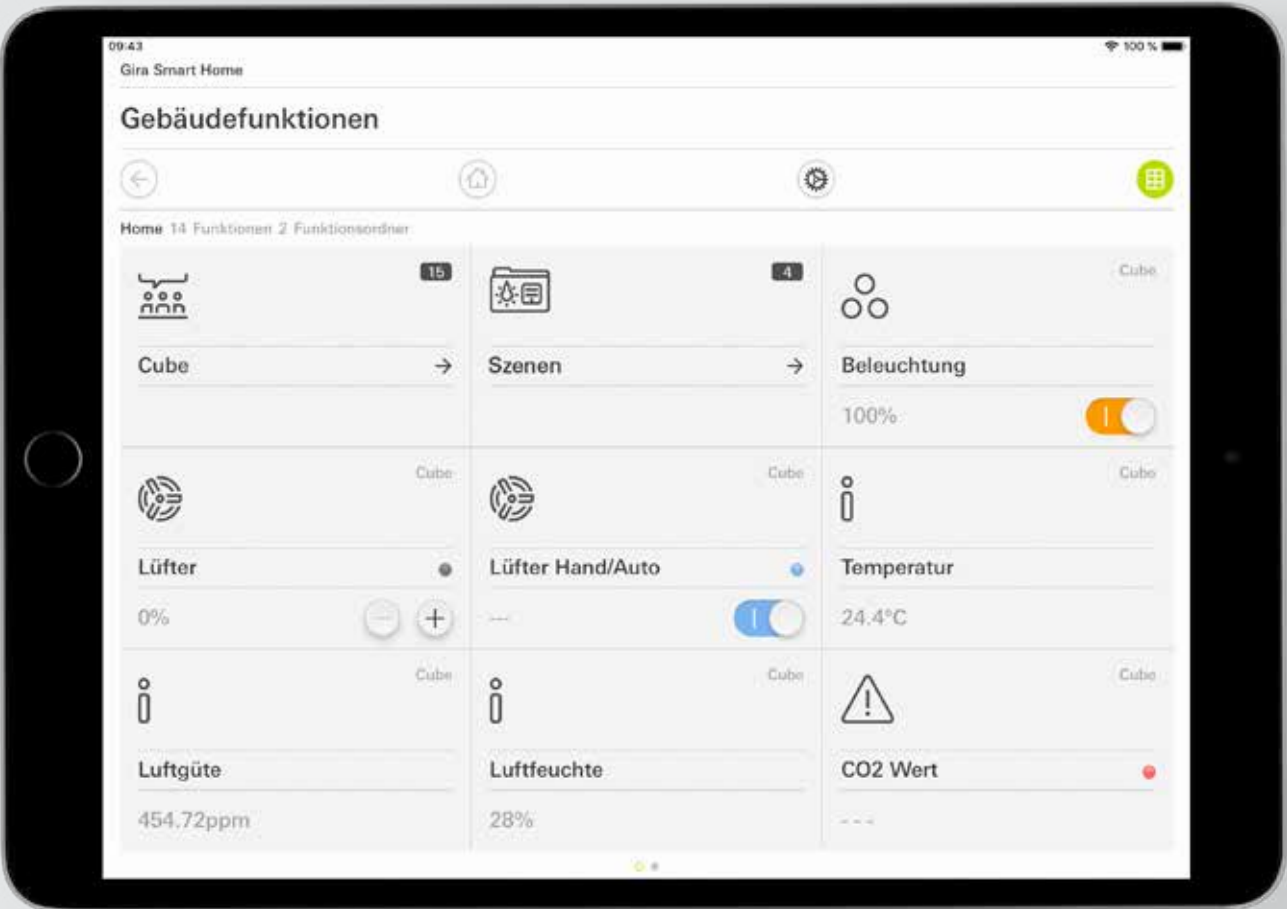 09:43
100 %
Gira Smart Home
Gebäudefunktionen
Home 14 Funktionen 2 Funktionsordner
15
4
Cube
Cube
Szenen
Beleuchtung
100%
Cube
Cube
Cube
Lüfter
Lüfter Hand/Auto
Temperatur
0%
---
24.4°C
Cube
Cube
Cube
Luftgüte
Luftfeuchte
CO2 Wert
454.72ppm
28%
---